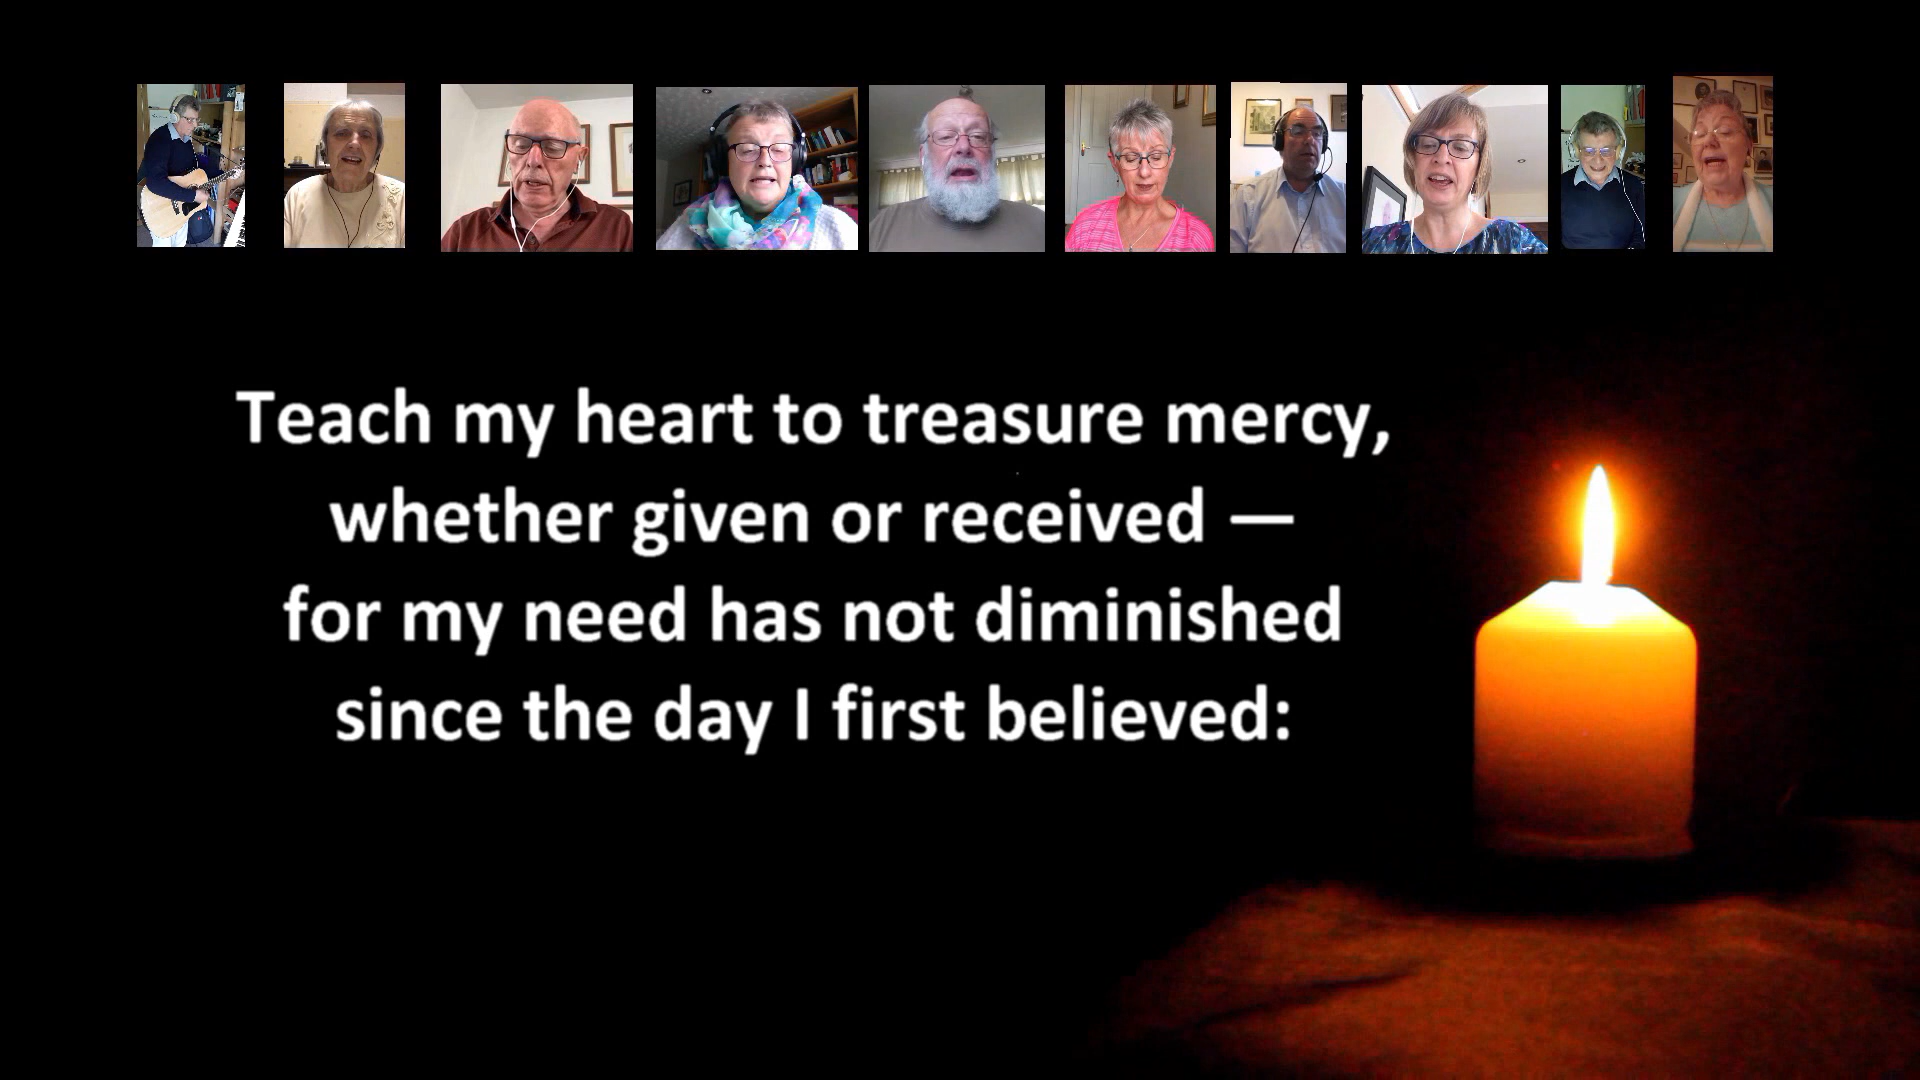 Teach my heart to treasure mercy,
whether given or received —
for my need has not diminished
since the day I first believed: